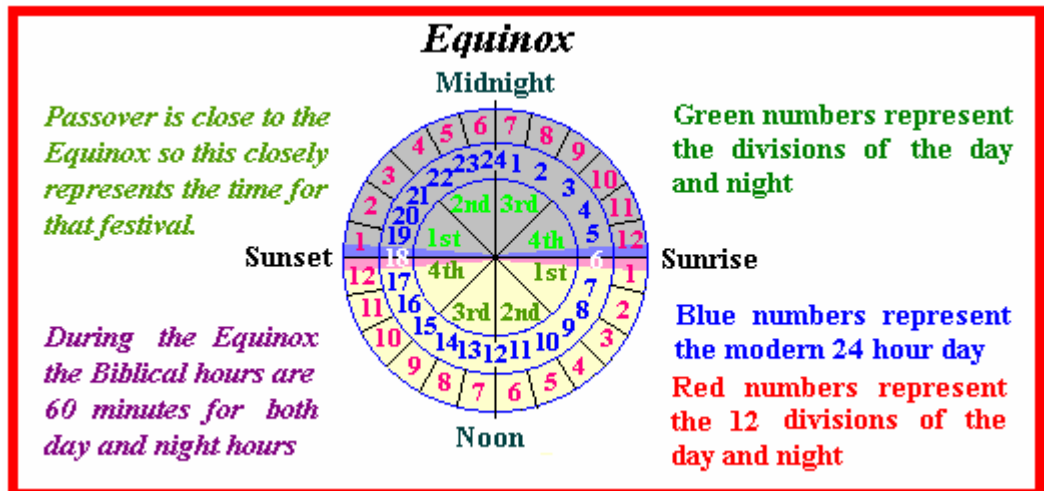 Equinox
Midnight
Passover is close to the
Equinox so this closely
represents the time for
that festival.
Green numbers represent
the divisions of the day
and night
6 7
5 8
4 9
3 10
2 11
1 12
24 1
23 2
22 3
21 4
20 5
19
2nd 3rd
1st 4th
Sunset 18 6 Sunrise
4th 1st
3rd 2nd
17 7
16 8
15 9
14 10
13 12 11
12 1
11 2
10 3
9 4
8 5
7 6
Noon
During the Equinox
the Biblical hours are
60 minutes for both
day and night hours
Blue numbers represent
the modern 24 hour day
Red numbers represent
the 12 divisions of the
day and night